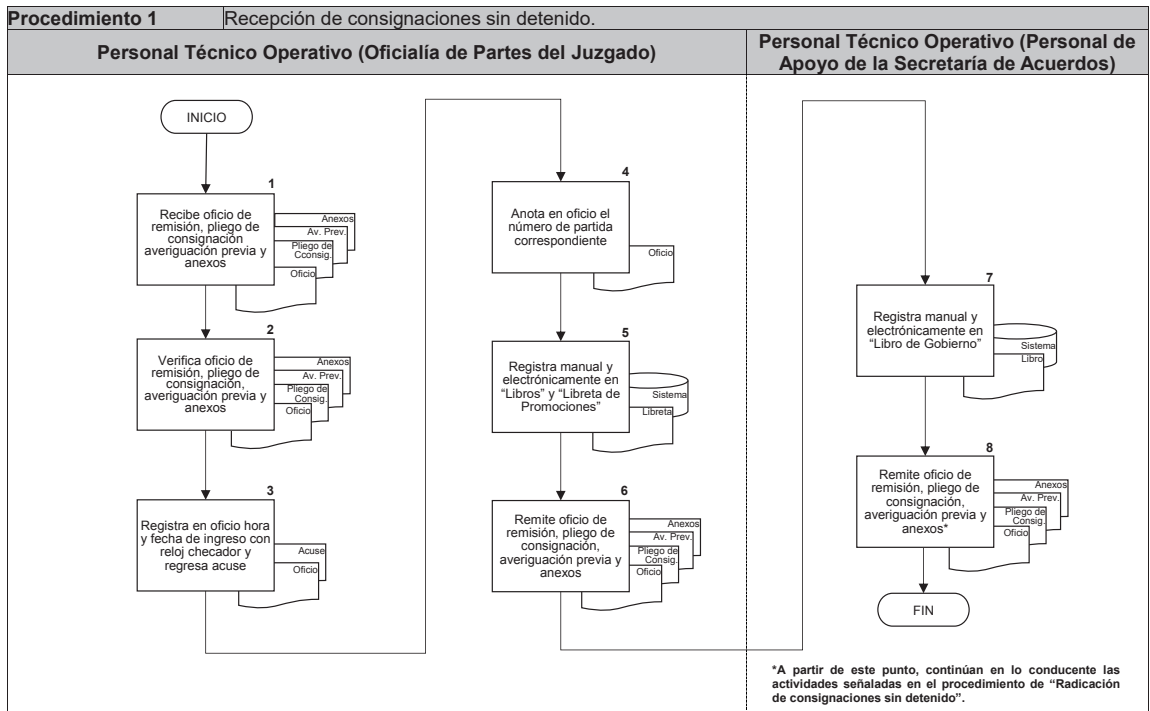 Procedimiento 1
Recepción de consignaciones sin detenido.
Personal Técnico Operativo (Oficialía de Partes del Juzgado)
Personal Técnico Operativo (Personal de
Apoyo de la Secretaría de Acuerdos)
INICIO
1
Recibe oficio de
remisión, pliego de
consignación
averiguación previa y
anexos
Anexos
Av. Prev.
Pliego de
Cconsig.
Oficio
2
Verifica oficio de
remisión, pliego de
consignación,
averiguación previa y
anexos
Anexos
Av. Prev.
Pliego de
Consig.
Oficio
3
Registra en oficio hora
y fecha de ingreso con
reloj checador y
regresa acuse
Acuse
Oficio
4
Anota en oficio el
número de partida
correspondiente
Oficio
5
Registra manual y
electrónicamente en
“Libros” y “Libreta de
Promociones”
Sistema
Libreta
6
Remite oficio de
remisión, pliego de
consignación,
averiguación previa y
anexos
Anexos
Av. Prev.
Pliego de
Consig.
Oficio
7
Registra manual y
electrónicamente en
“Libro de Gobierno”
Sistema
Libro
8
Remite oficio de
remisión, pliego de
consignación,
averiguación previa y
anexos*
Anexos
Av. Prev.
Pliego de
Consig.
Oficio
FIN
*A partir de este punto, continúan en lo conducente las
actividades señaladas en el procedimiento de “Radicación
de consignaciones sin detenido”.